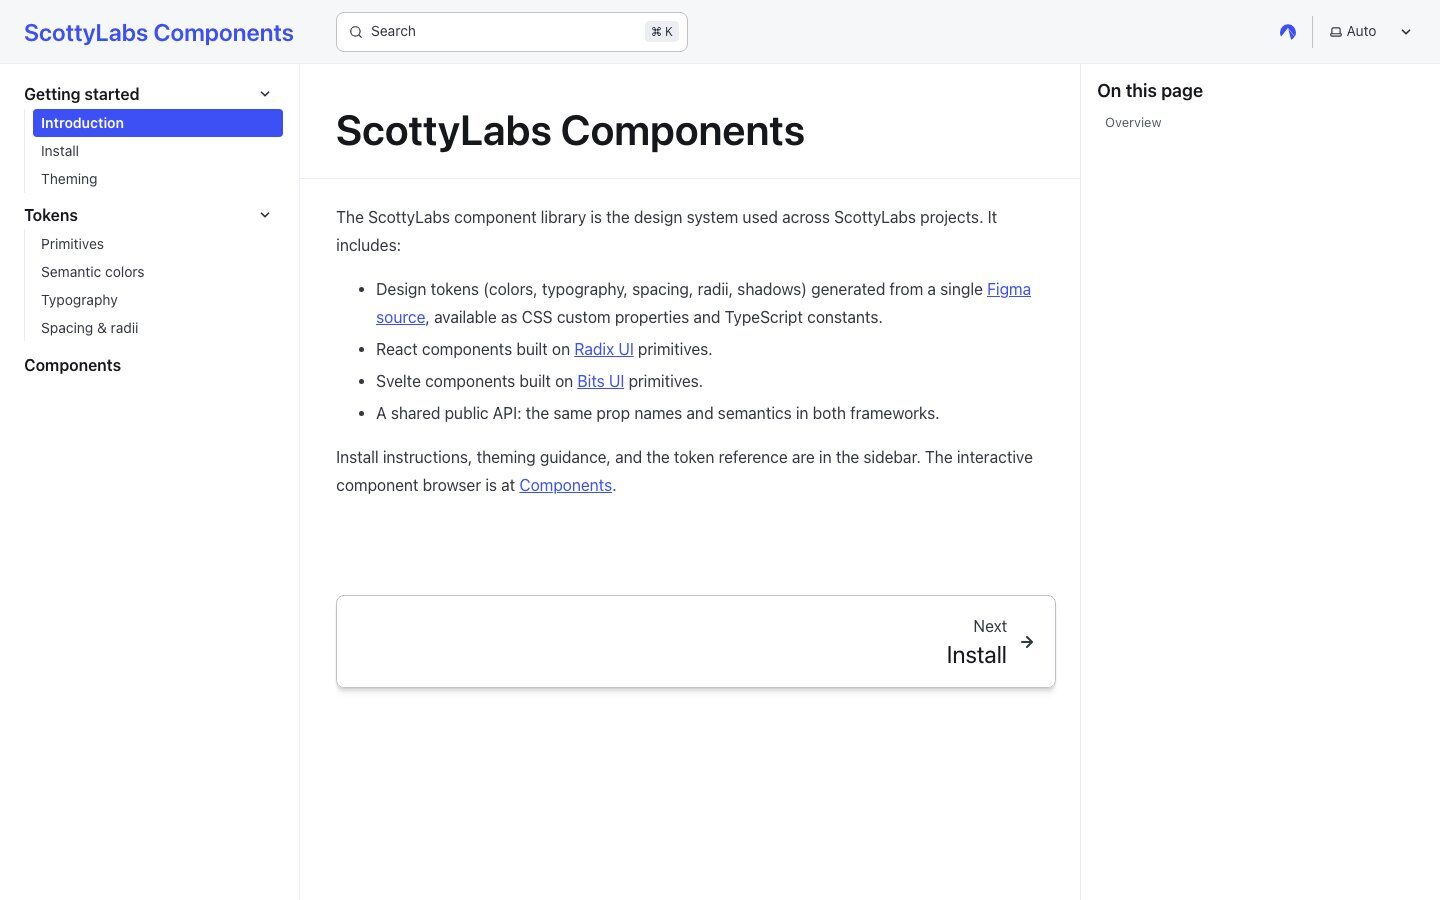 ScottyLabs Components
Search
⌘ K
Auto
Getting started
Introduction
Install
Theming
Tokens
Primitives
Semantic colors
Typography
Spacing & radii
Components
ScottyLabs Components
The ScottyLabs component library is the design system used across ScottyLabs projects. It
includes:
Design tokens (colors, typography, spacing, radii, shadows) generated from a single Figma
source, available as CSS custom properties and TypeScript constants.
React components built on Radix UI primitives.
Svelte components built on Bits UI primitives.
A shared public API: the same prop names and semantics in both frameworks.
Install instructions, theming guidance, and the token reference are in the sidebar. The interactive
component browser is at Components.
Next
Install
On this page
Overview